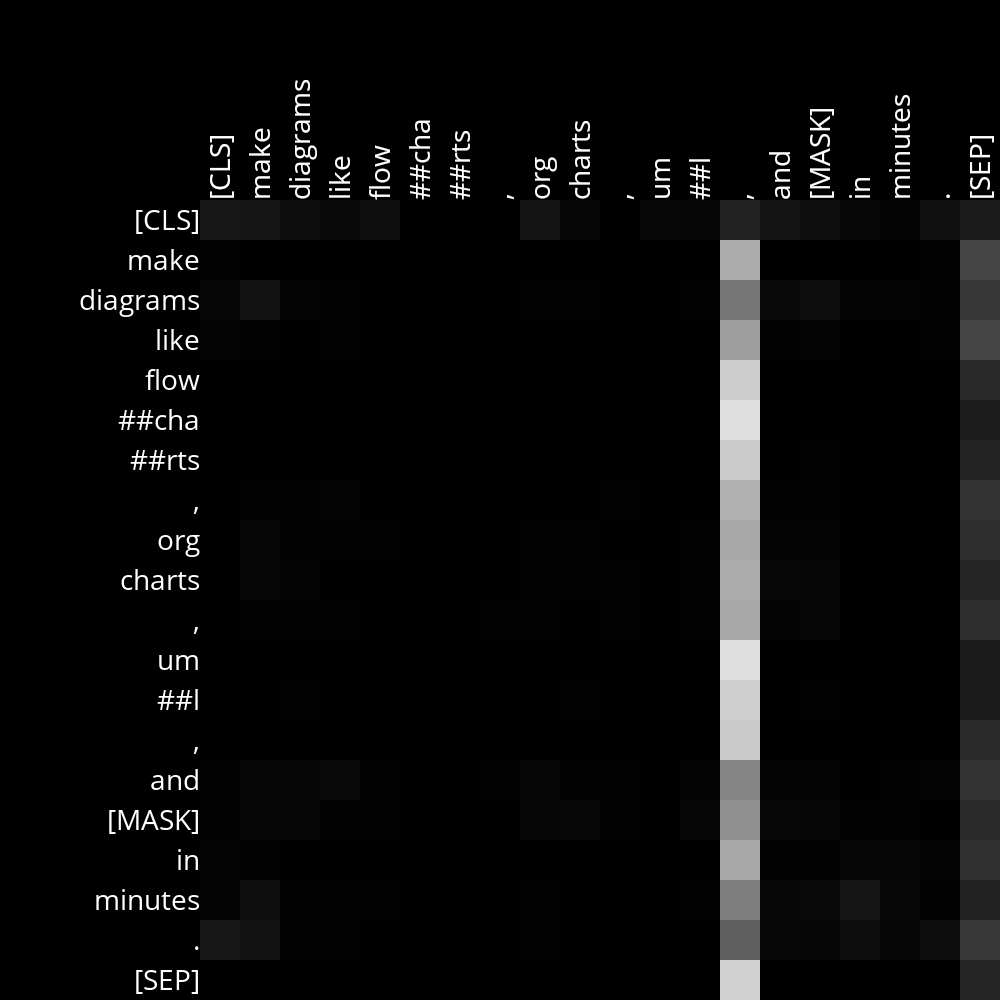 [CLS] make diagrams like flow ##cha ##rts , org charts , um ##l , and [MASK] in minutes . [SEP]
[CLS]
make
diagrams
like
flow
##cha
##rts
,
org
charts
,
um
##l
,
and
[MASK]
in
minutes
.
[SEP]